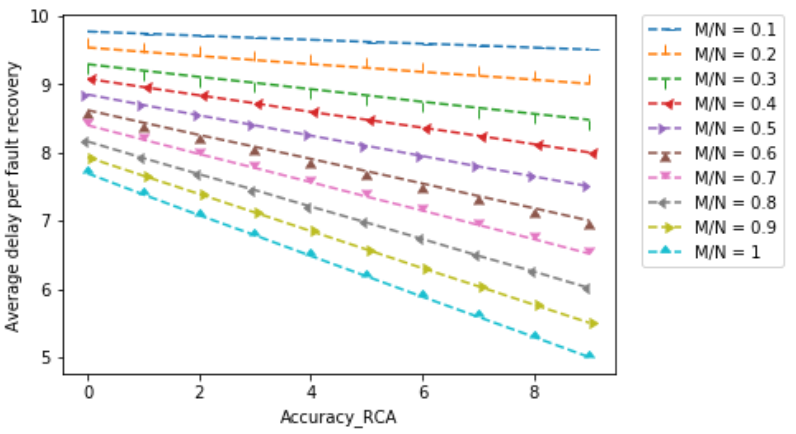 10
9
8
7
6
5
Average delay per fault recovery
0
2
4
6
8
Accuracy_RCA
M/N = 0.1
M/N = 0.2
M/N = 0.3
M/N = 0.4
M/N = 0.5
M/N = 0.6
M/N = 0.7
M/N = 0.8
M/N = 0.9
M/N = 1